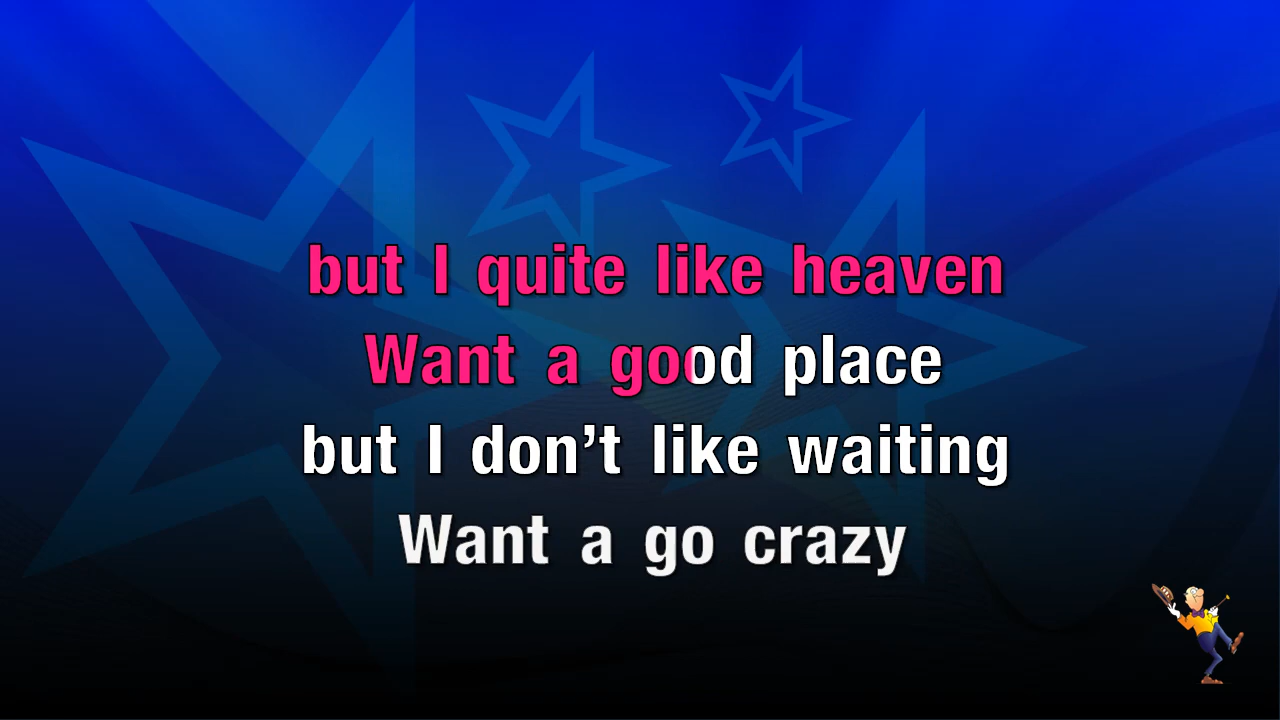 but I quite like heaven
Want a good place
but I don’t like waiting
Want a go crazy